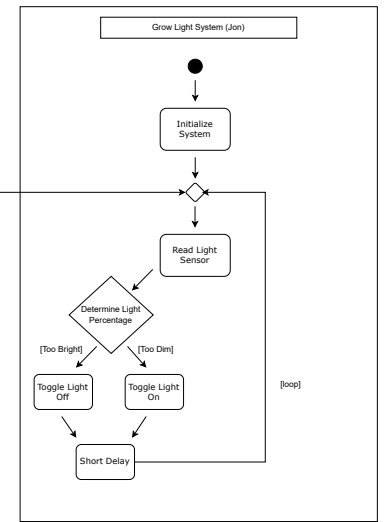 Grow Light System (Jon)
Initialize
System
Read Light
Sensor
Determine Light
Percentage
[Too Bright]
[Too Dim]
Toggle Light
Off
Toggle Light
On
[loop]
Short Delay